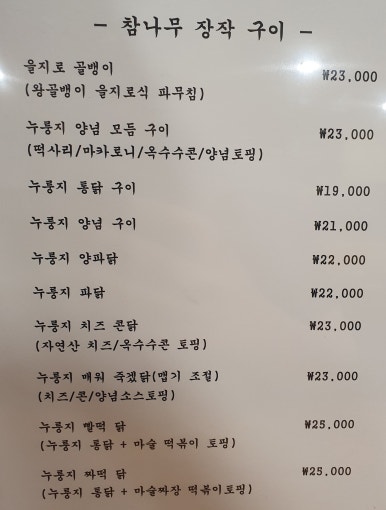 - 참나무 장작 구이 -
을지로 골뱅이 ₩23,000
(왕골뱅이 을지로식 파무침)
누룽지 양념 모듬 구이 ₩23,000
(떡사리/마카로니/옥수수콘/양념토핑)
누룽지 통닭 구이 ₩19,000
누룽지 양념 구이 ₩21,000
누룽지 양파닭 ₩22,000
누룽지 파닭 ₩22,000
누룽지 치즈 콘닭 ₩23,000
(자연산 치즈/옥수수콘 토핑)
누룽지 매워 죽겠닭(맵기 조절) ₩23,000
(치즈/콘/양념소스토핑)
누룽지 빨떡 닭 ₩25,000
(누룽지 통닭 + 마술 떡볶이 토핑)
누룽지 짜떡 닭 ₩25,000
(누룽지 통닭 + 마술짜장 떡볶이토핑)